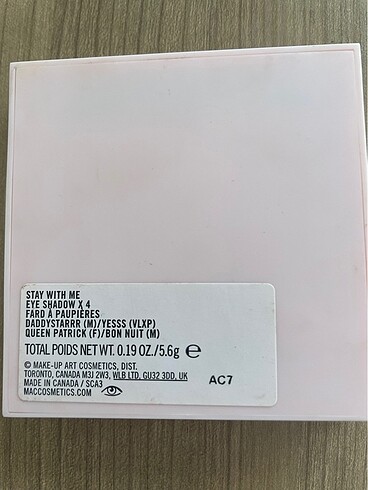 STAY WITH ME
EYE SHADOW X 4
FARD À PAUPIÈRES
DADDYSTARRR (M)/YESSS (VLXP)
QUEEN PATRICK (F)/BON NUIT (M)
TOTAL POIDS NET WT. 0.19 OZ./5.6g ℮
© MAKE-UP ART COSMETICS, DIST.
TORONTO, CANADA M3J 2W3, WLB LTD, GU32 3DD, UK
MADE IN CANADA / SCA3
MACCOSMETICS.COM
AC7